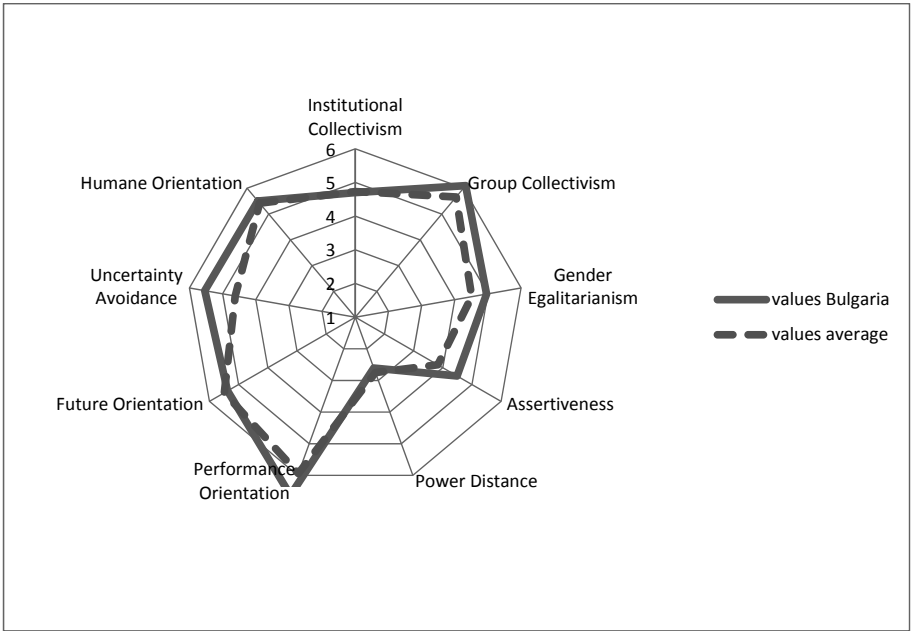 Institutional
Collectivism
6
5
4
3
2
1
Group Collectivism
Gender
Egalitarianism
Assertiveness
Power Distance
Performance
Orientation
Future Orientation
Uncertainty
Avoidance
Humane Orientation
values Bulgaria
values average